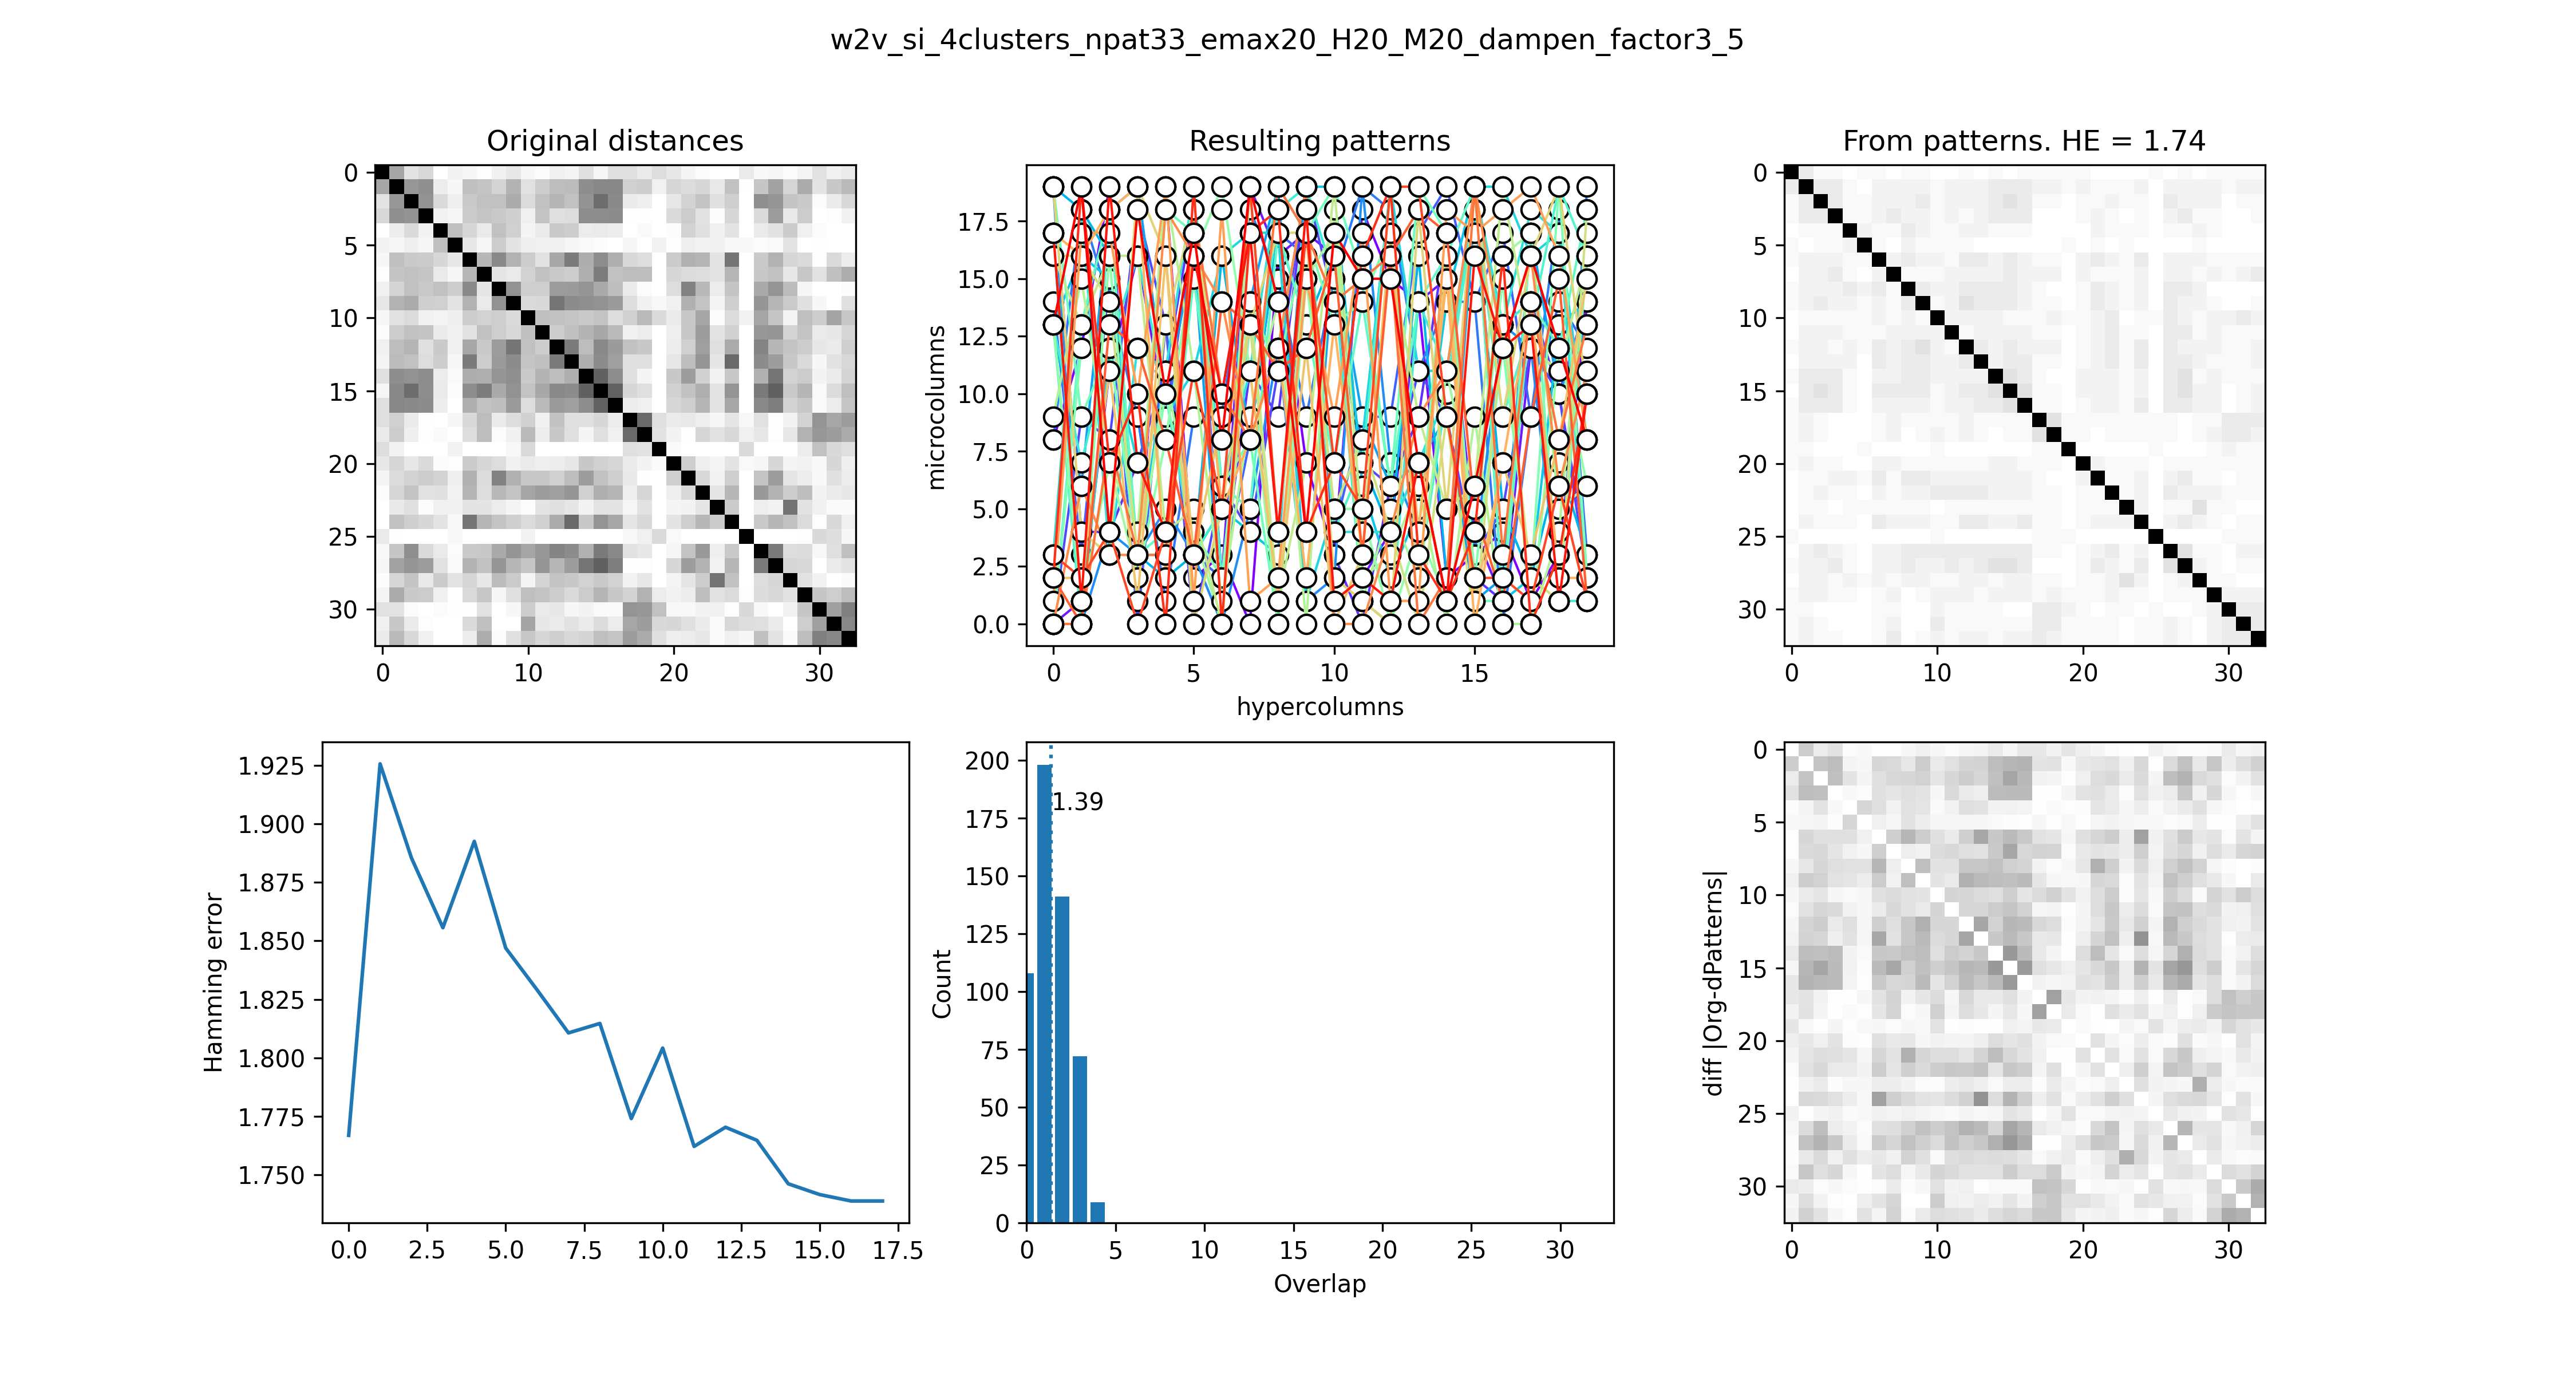 w2v_si_4clusters_npat33_emax20_H20_M20_dampen_factor3_5
Original distances
0
5
10
15
20
25
30
0 10 20 30
Resulting patterns
microcolumns
17.5
15.0
12.5
10.0
7.5
5.0
2.5
0.0
0 5 10 15
hypercolumns
From patterns. HE = 1.74
0
5
10
15
20
25
30
0 10 20 30
Hamming error
1.925
1.900
1.875
1.850
1.825
1.800
1.775
1.750
0.0 2.5 5.0 7.5 10.0 12.5 15.0 17.5
Count
200
175
150
125
100
75
50
25
0
1.39
0 5 10 15 20 25 30
Overlap
diff |Org-dPatterns|
0
5
10
15
20
25
30
0 10 20 30